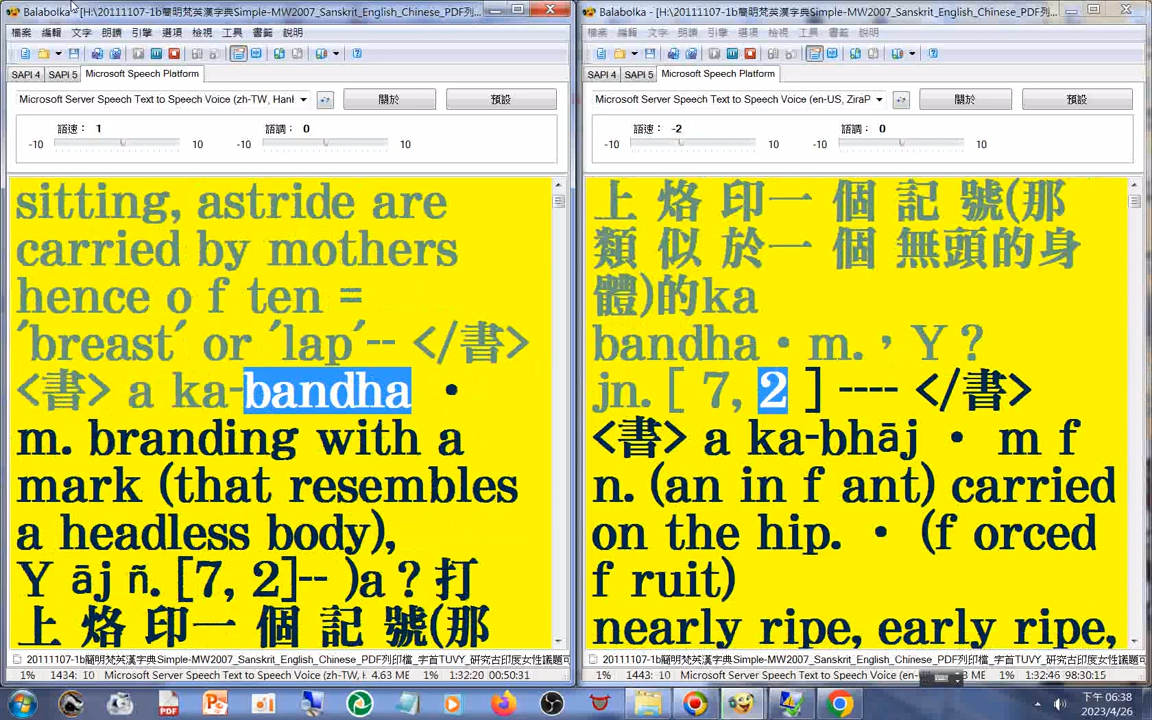 Balabolka - [H:\20111107-1b簡明梵英漢字典Simple-MW2007_Sanskrit_English_Chinese_PDF列...
檔案 編輯 文字 朗讀 引擎 選項 檢視 工具 書籤 說明
SAPI 4 SAPI 5 Microsoft Speech Platform
Microsoft Server Speech Text to Speech Voice (zh-TW, Hanl
關於 預設
語速： 1 語調： 0
-10 10 -10 10
sitting, astride are
carried by mothers
hence o f ten =
'breast' or 'lap'-- </書>
<書> a ka-bandha •
m. branding with a
mark (that resembles
a headless body),
Y āj ñ. [7, 2]-- )a？打
上 烙 印一 個 記 號(那
20111107-1b簡明梵英漢字典Simple-MW2007_Sanskrit_English_Chinese_PDF列印檔_字首TUVY_研究古印度女性議題可
1% 1434: 10 Microsoft Server Speech Text to Speech Voice (zh-TW, H 4.63 ME 1% 1:32:20 00:50:31
Balabolka - [H:\20111107-1b簡明梵英漢字典Simple-MW2007_Sanskrit_English_Chinese_PDF列印...
檔案 編輯 文字 朗讀 引擎 選項 檢視 工具 書籤 說明
SAPI 4 SAPI 5 Microsoft Speech Platform
Microsoft Server Speech Text to Speech Voice (en-US, ZiraP
關於 預設
語速： -2 語調： 0
-10 10 -10 10
上 烙 印一 個 記 號(那
類 似 於一 個 無頭的身
體)的ka
bandha•m.，Y？
jn. [ 7, 2 ] ---- </書>
<書> a ka-bhāj • m f
n. (an in f ant) carried
on the hip. • (f orced
f ruit)
nearly ripe, early ripe,
20111107-1b簡明梵英漢字典Simple-MW2007_Sanskrit_English_Chinese_PDF列印檔_字首TUVY_研究古印度女性議題可
1% 1443: 10 Microsoft Server Speech Text to Speech Voice 1% 1:32:46 98:30:15
下午 06:38
2023/4/26